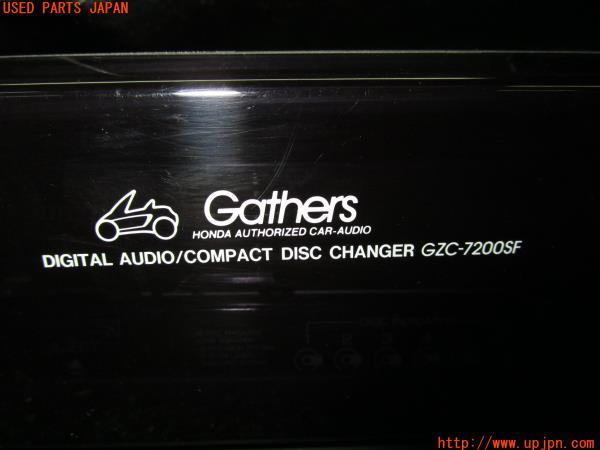 USED PARTS JAPAN
Gathers
HONDA AUTHORIZED CAR-AUDIO
DIGITAL AUDIO/COMPACT DISC CHANGER GZC-7200SF
http://www.upjpn.com